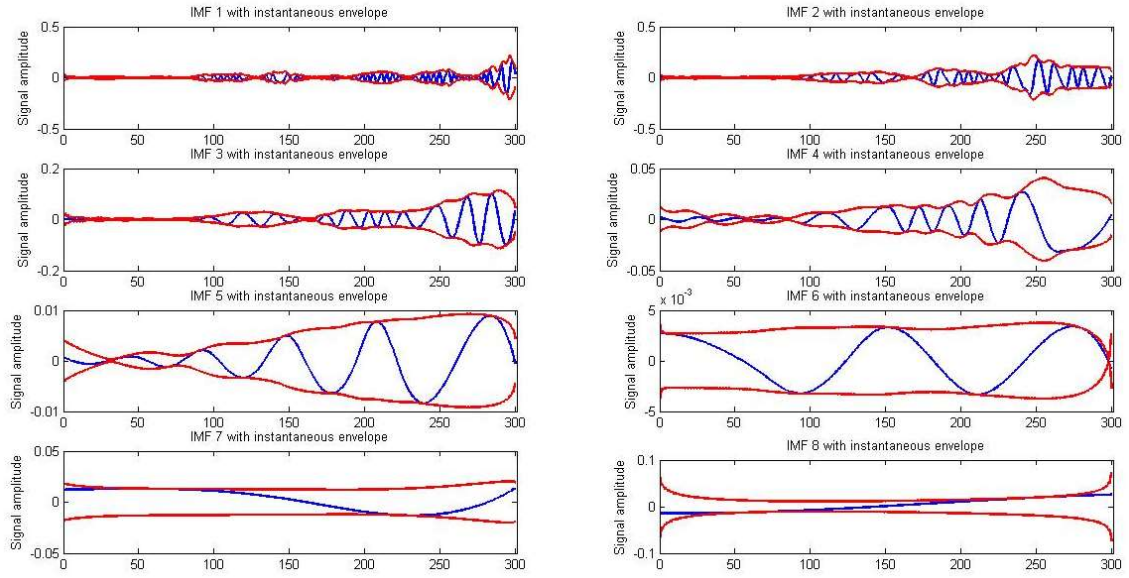 IMF 1 with instantaneous envelope
Signal amplitude
0.5
0
-0.5
0 50 100 150 200 250 300
IMF 2 with instantaneous envelope
Signal amplitude
0.5
0
-0.5
0 50 100 150 200 250 300
IMF 3 with instantaneous envelope
Signal amplitude
0.2
0
-0.2
0 50 100 150 200 250 300
IMF 4 with instantaneous envelope
Signal amplitude
0.05
0
-0.05
0 50 100 150 200 250 300
IMF 5 with instantaneous envelope
Signal amplitude
0.01
0
-0.01
0 50 100 150 200 250 300
IMF 6 with instantaneous envelope
x 10⁻³
Signal amplitude
5
0
-5
0 50 100 150 200 250 300
IMF 7 with instantaneous envelope
Signal amplitude
0.05
0
-0.05
0 50 100 150 200 250 300
IMF 8 with instantaneous envelope
Signal amplitude
0.1
0
-0.1
0 50 100 150 200 250 300